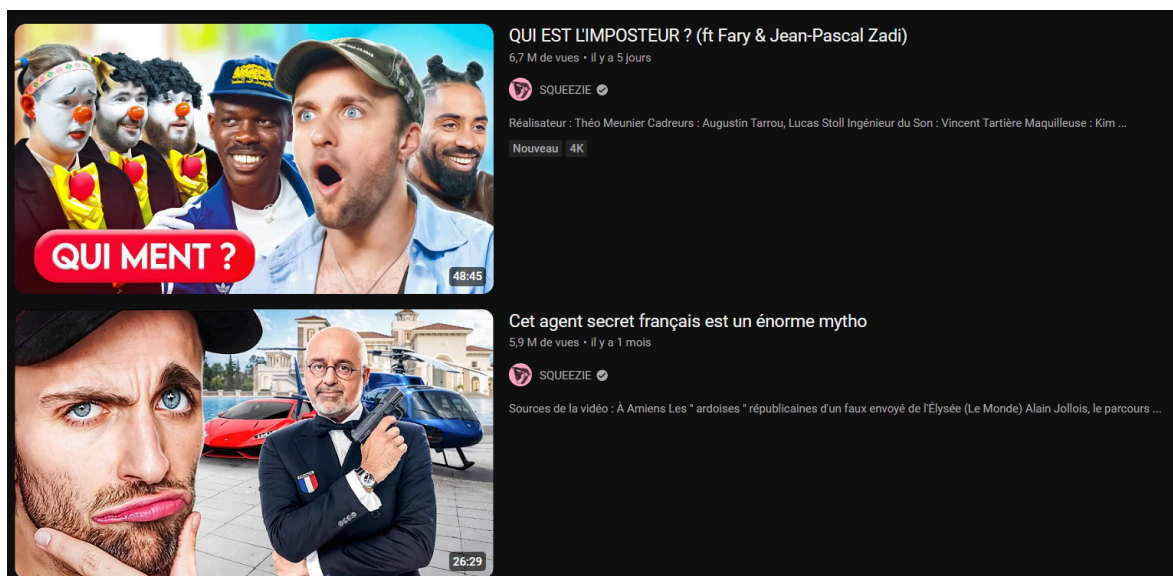 QUI MENT ?
48:45
QUI EST L'IMPOSTEUR ? (ft Fary & Jean-Pascal Zadi)
6,7 M de vues • il y a 5 jours
SQUEEZIE
Réalisateur : Théo Meunier Cadreurs : Augustin Tarrou, Lucas Stoll Ingénieur du Son : Vincent Tartière Maquilleuse : Kim ...
Nouveau 4K
26:29
Cet agent secret français est un énorme mytho
5,9 M de vues • il y a 1 mois
SQUEEZIE
Sources de la vidéo : À Amiens Les " ardoises " républicaines d'un faux envoyé de l'Élysée (Le Monde) Alain Jollois, le parcours ...